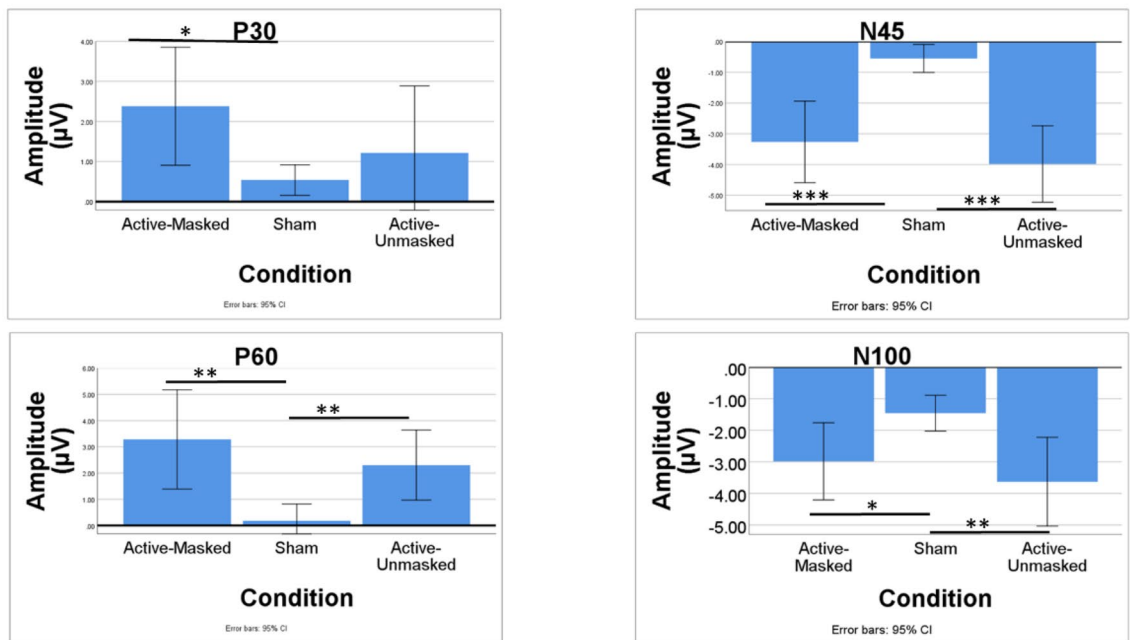 P30
*
Amplitude
(µV)
4.00
3.00
2.00
1.00
.00
Active-Masked
Sham
Active-
Unmasked
Condition
Error bars: 95% CI
N45
Amplitude
(µV)
.00
-1.00
-2.00
-3.00
-4.00
-5.00
***
***
Active-Masked
Sham
Active-
Unmasked
Condition
Error bars: 95% CI
P60
**
**
Amplitude
(µV)
6.00
5.00
4.00
3.00
2.00
1.00
.00
Active-Masked
Sham
Active-
Unmasked
Condition
Error bars: 95% CI
N100
Amplitude
(µV)
.00
-1.00
-2.00
-3.00
-4.00
-5.00
*
**
Active-
Masked
Sham
Active-
Unmasked
Condition
Error bars: 95% CI